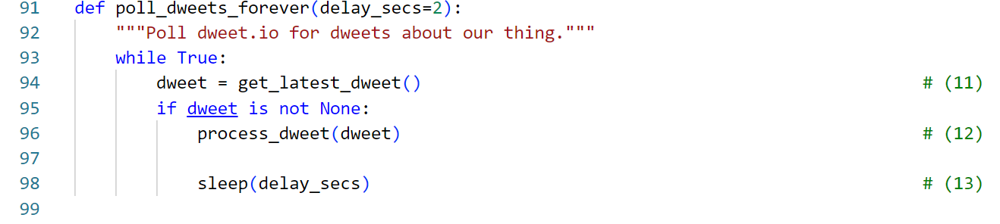 91 def poll_dweets_forever(delay_secs=2):
92     """Poll dweet.io for dweets about our thing."""
93     while True:
94         dweet = get_latest_dweet()                                                 # (11)
95         if dweet is not None:
96             process_dweet(dweet)                                                   # (12)
97
98             sleep(delay_secs)                                                      # (13)
99